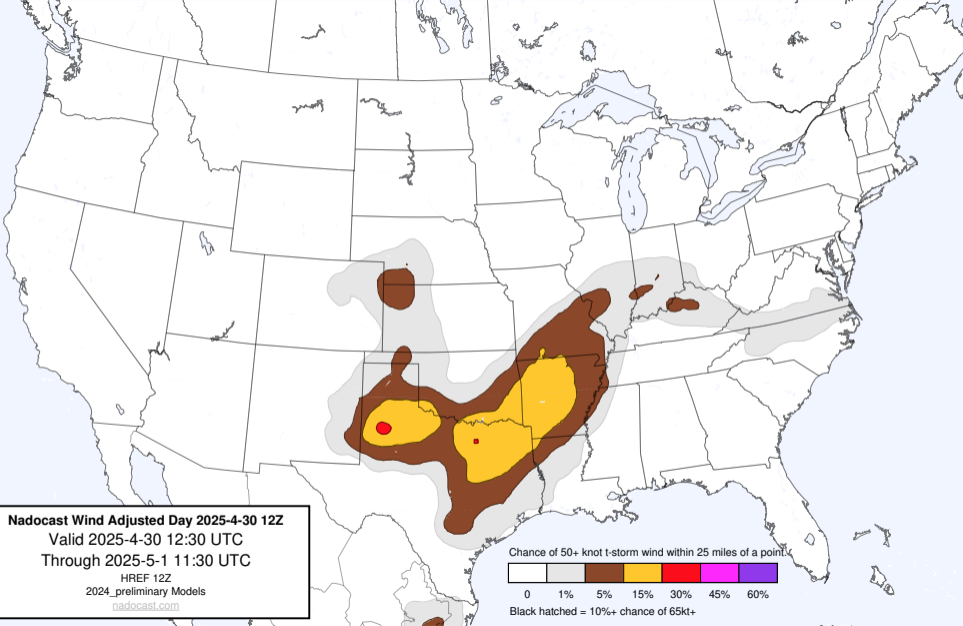 Nadocast Wind Adjusted Day 2025-4-30 12Z
Valid 2025-4-30 12:30 UTC
Through 2025-5-1 11:30 UTC
HREF 12Z
2024_preliminary Models
nadocast.com
Chance of 50+ knot t-storm wind within 25 miles of a point.
0 1% 5% 15% 30% 45% 60%
Black hatched = 10%+ chance of 65kt+